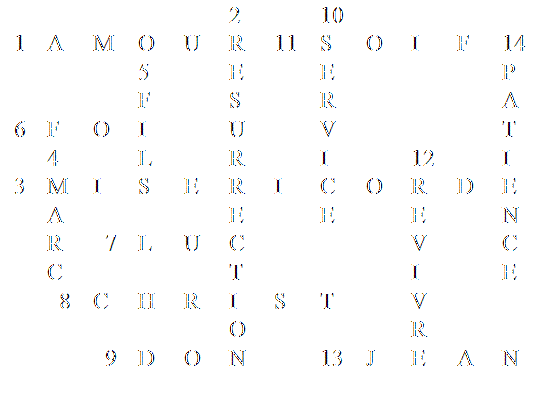 2 10
1 A M O U R 11 S O I F 14
5 E E P
F S R A
6 F O I U V T
4 L R I 12 I
3 M I S E R I C O R D E
A E E E N
R 7 L U C V C
C T I E
8 C H R I S T V
O R
9 D O N 13 J E A N